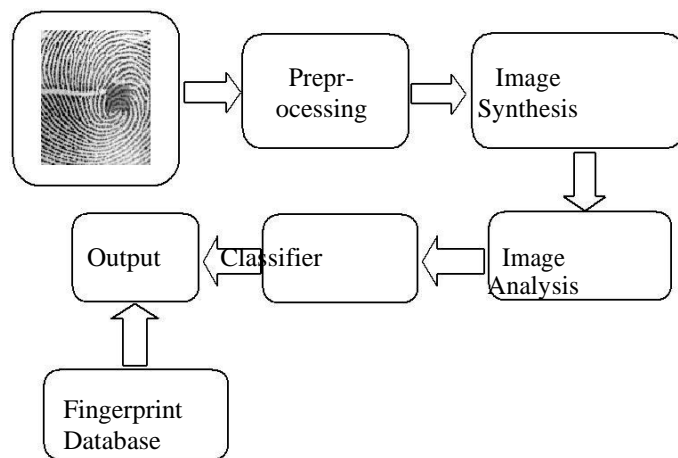 Prepr-
ocessing
Image
Synthesis
Output
Classifier
Image
Analysis
Fingerprint
Database